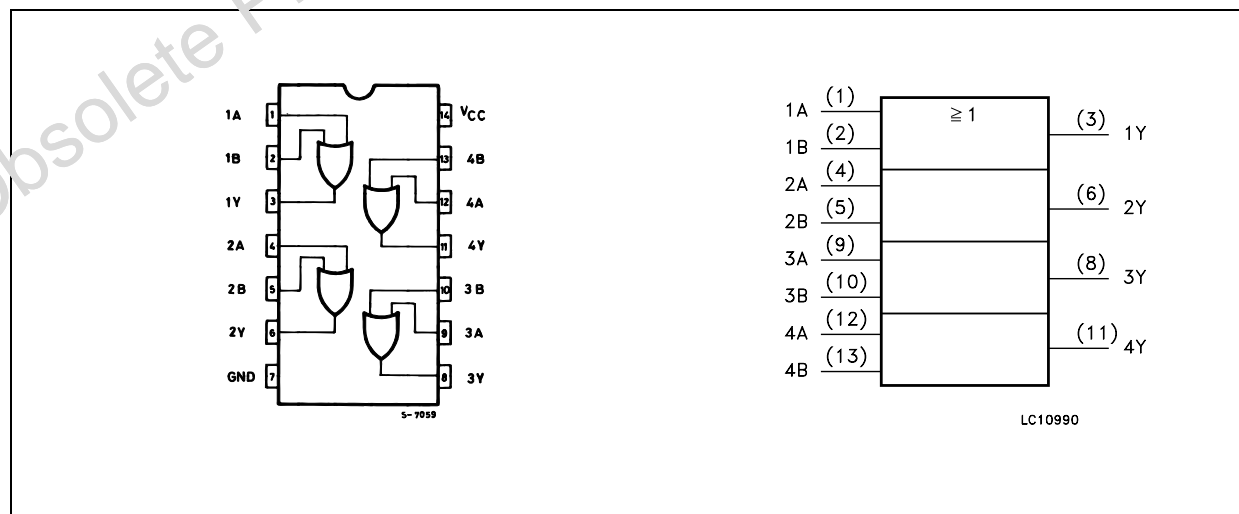 obsolete P
1A 1 14 VCC
1B 2 13 4B
1Y 3 12 4A
2A 4 11 4Y
2B 5 10 3B
2Y 6 9 3A
GND 7 8 3Y
S-7059
≧1
1A (1)
1B (2)
2A (4)
2B (5)
3A (9)
3B (10)
4A (12)
4B (13)
(3) 1Y
(6) 2Y
(8) 3Y
(11) 4Y
LC10990